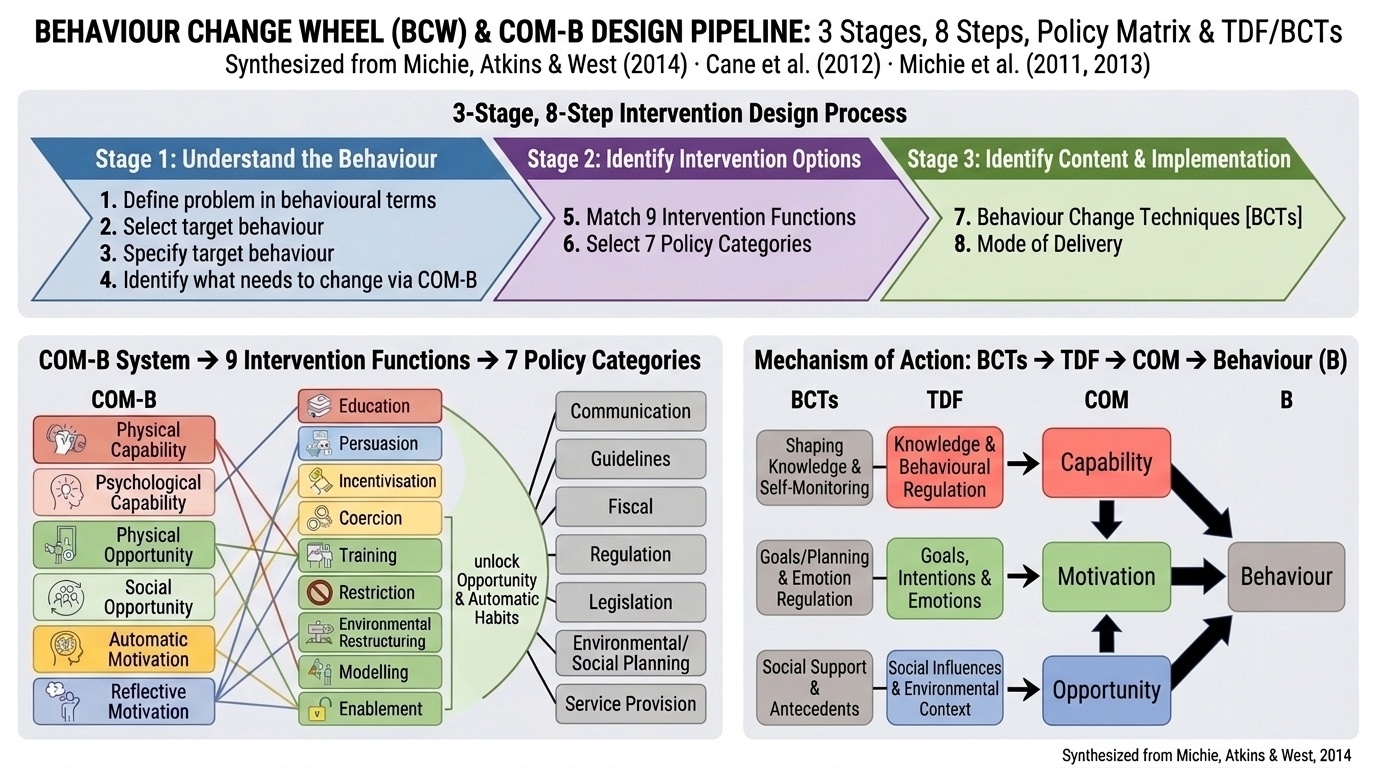 BEHAVIOUR CHANGE WHEEL (BCW) & COM-B DESIGN PIPELINE: 3 Stages, 8 Steps, Policy Matrix & TDF/BCTs
Synthesized from Michie, Atkins & West (2014) · Cane et al. (2012) · Michie et al. (2011, 2013)
3-Stage, 8-Step Intervention Design Process
Stage 1: Understand the Behaviour
1. Define problem in behavioural terms
2. Select target behaviour
3. Specify target behaviour
4. Identify what needs to change via COM-B
Stage 2: Identify Intervention Options
5. Match 9 Intervention Functions
6. Select 7 Policy Categories
Stage 3: Identify Content & Implementation
7. Behaviour Change Techniques [BCTs]
8. Mode of Delivery
COM-B System → 9 Intervention Functions → 7 Policy Categories
COM-B
Physical
Capability
Psychological
Capability
Physical
Opportunity
Social
Opportunity
Automatic
Motivation
Reflective
Motivation
Education
Persuasion
Incentivisation
Coercion
Training
Restriction
Environmental
Restructuring
Modelling
Enablement
unlock
Opportunity
& Automatic
Habits
Communication
Guidelines
Fiscal
Regulation
Legislation
Environmental/
Social Planning
Service Provision
Mechanism of Action: BCTs → TDF → COM → Behaviour (B)
BCTs
TDF
COM
B
Shaping
Knowledge &
Self-Monitoring
Knowledge &
Behavioural
Regulation
Capability
Goals/Planning
& Emotion
Regulation
Goals,
Intentions &
Emotions
Motivation
Behaviour
Social Support
&
Antecedents
Social Influences
& Environmental
Context
Opportunity
Synthesized from Michie, Atkins & West, 2014